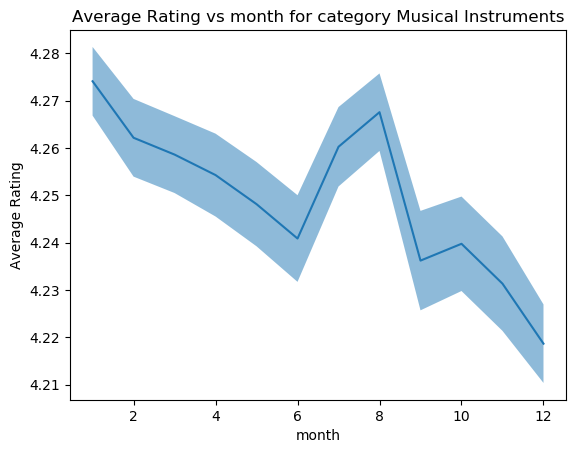 Average Rating vs month for category Musical Instruments
4.28
4.27
4.26
4.25
4.24
4.23
4.22
4.21
Average Rating
2 4 6 8 10 12
month